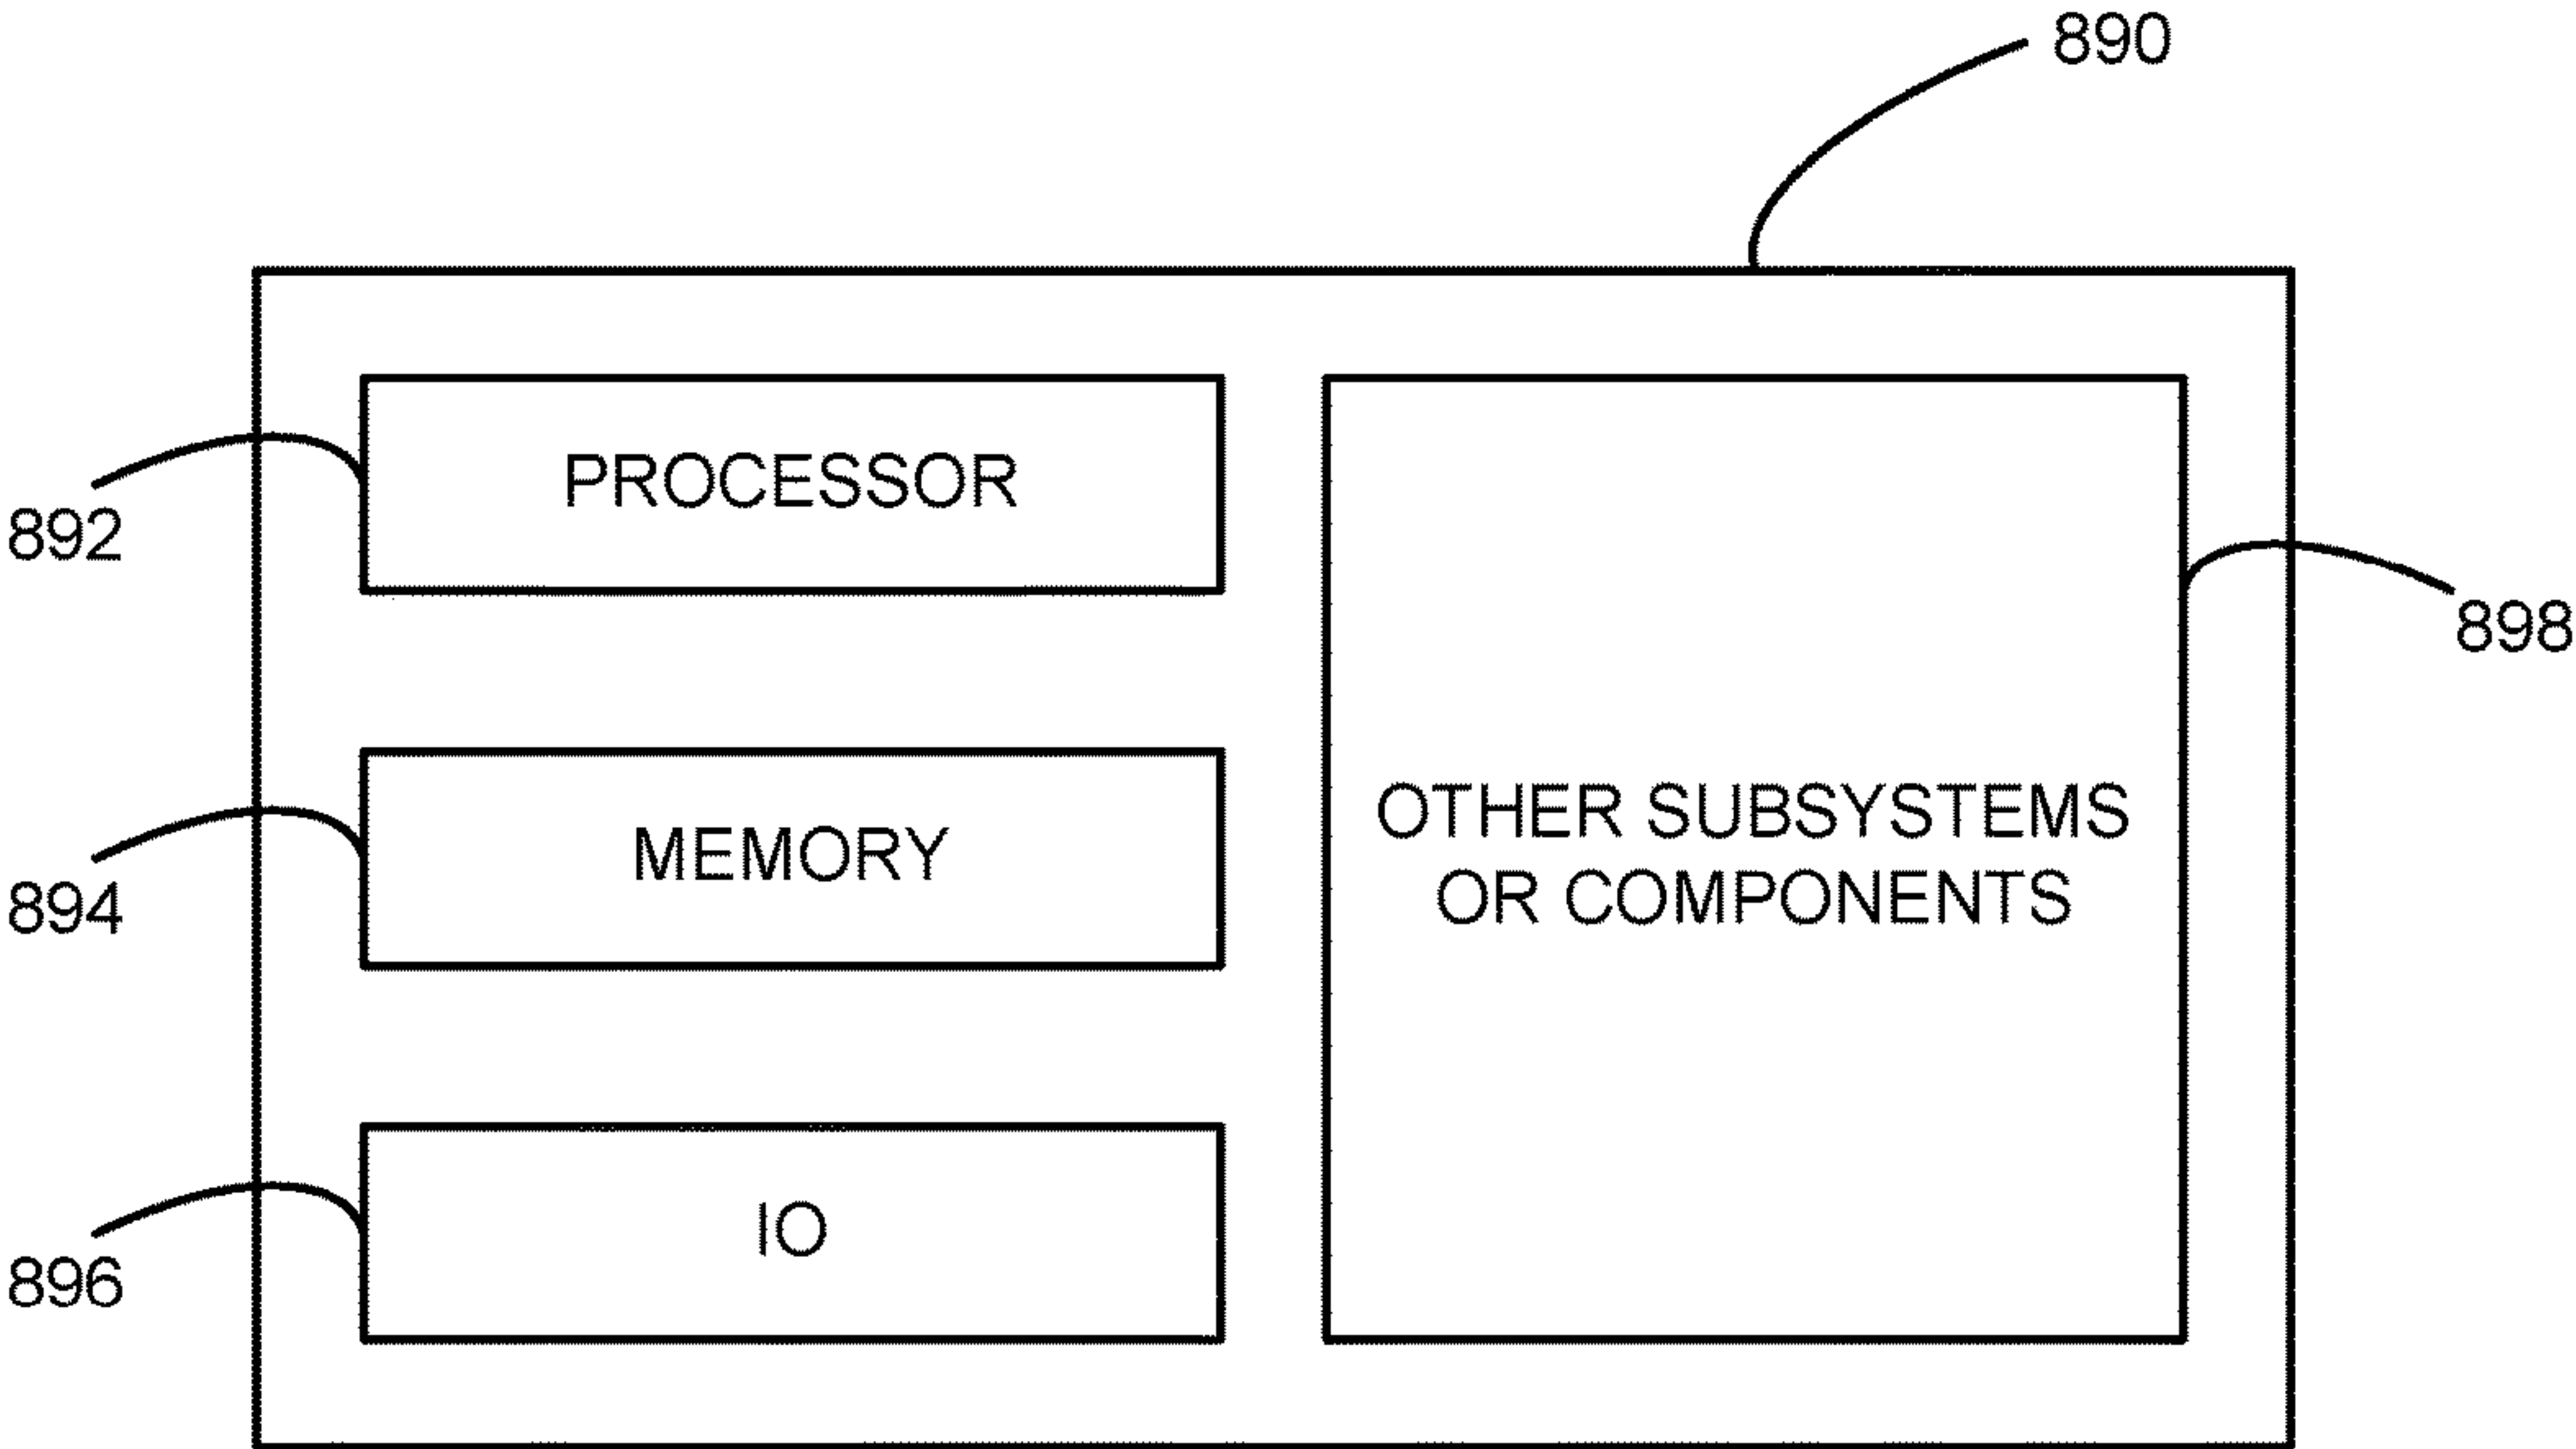 890
PROCESSOR
892
898
OTHER SUBSYSTEMS
OR COMPONENTS
MEMORY
894
IO
896